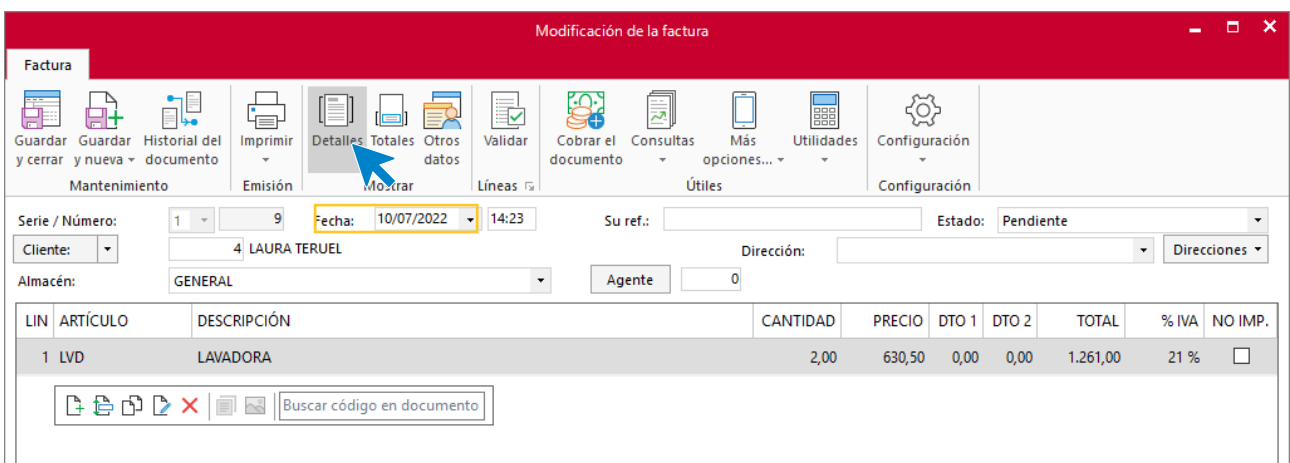 Modificación de la factura
Factura
Guardar y cerrar
Guardar y nueva
Historial del documento
Imprimir
Detalles
Totales
Otros datos
Validar
Cobrar el documento
Consultas
Más opciones...
Utilidades
Configuración
Mantenimiento
Emisión
Mostrar
Líneas
Útiles
Configuración
Serie / Número: 1 9 Fecha: 10/07/2022 14:23 Su ref.: Estado: Pendiente
Cliente: 4 LAURA TERUEL Dirección: Direcciones
Almacén: GENERAL Agente 0
LIN ARTÍCULO DESCRIPCIÓN CANTIDAD PRECIO DTO 1 DTO 2 TOTAL % IVA NO IMP.
1 LVD LAVADORA 2,00 630,50 0,00 0,00 1.261,00 21 %
Buscar código en documento